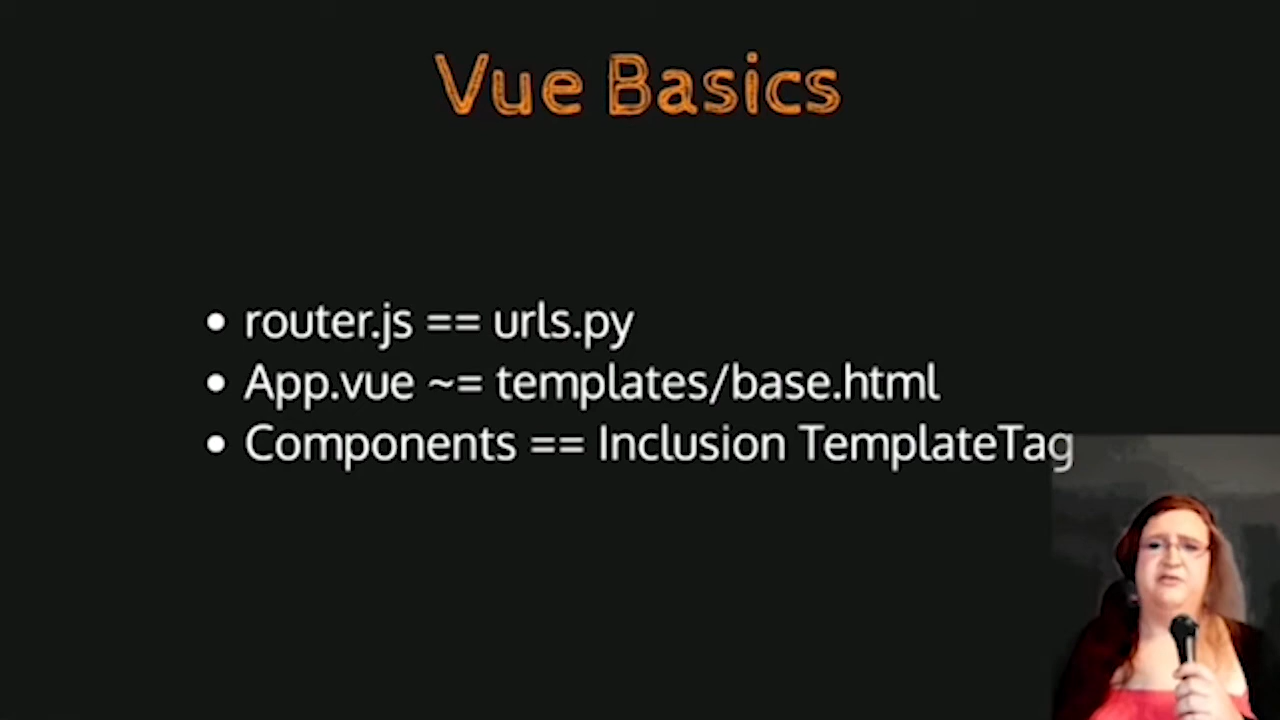 Vue Basics
router.js == urls.py
App.vue ~= templates/base.html
Components == Inclusion TemplateTag